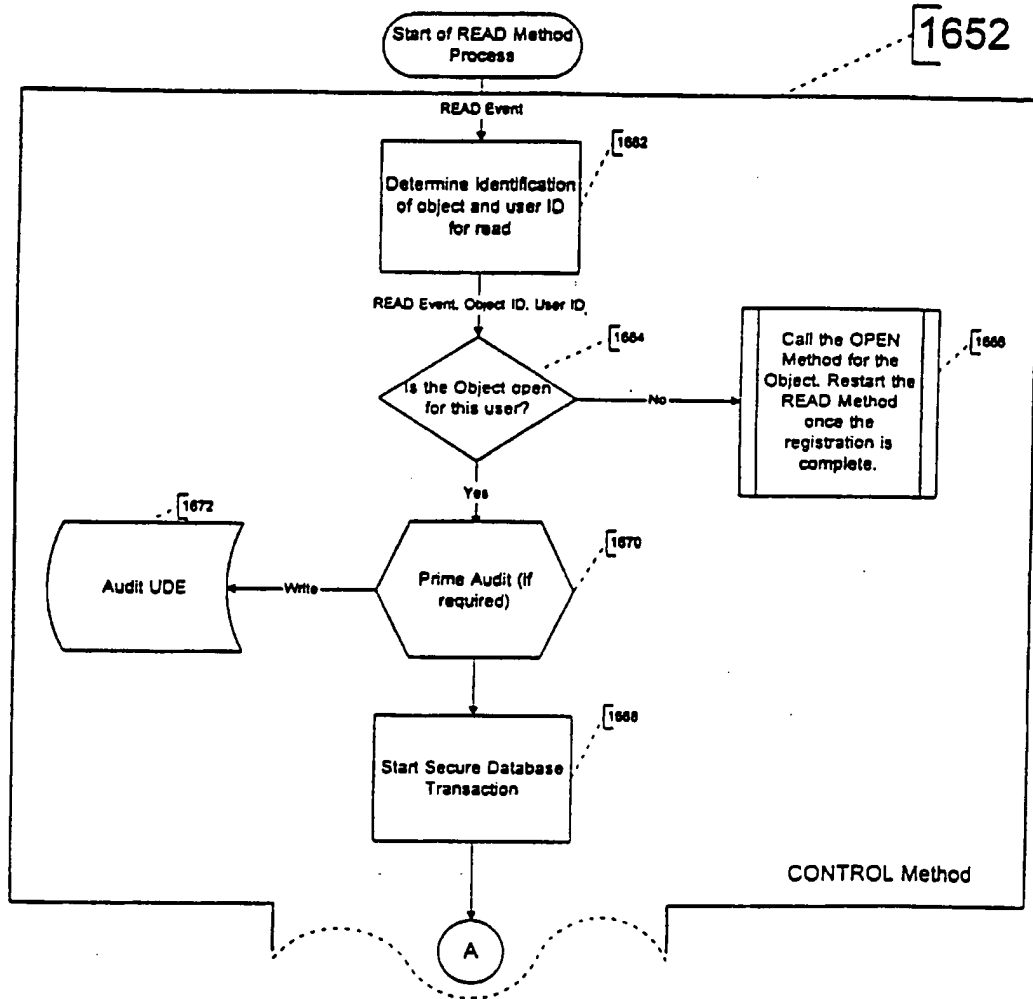 1652
Start of READ Method
Process
READ Event
1662
Determine Identification
of object and user ID
for read
READ Event, Object ID, User ID
1664
Is the Object open
for this user?
No
Call the OPEN
Method for the
Object. Restart the
READ Method
once the
registration is
complete.
1666
Yes
1672
Audit UDE
Write
Prime Audit (if
required)
1670
1668
Start Secure Database
Transaction
CONTROL Method
A